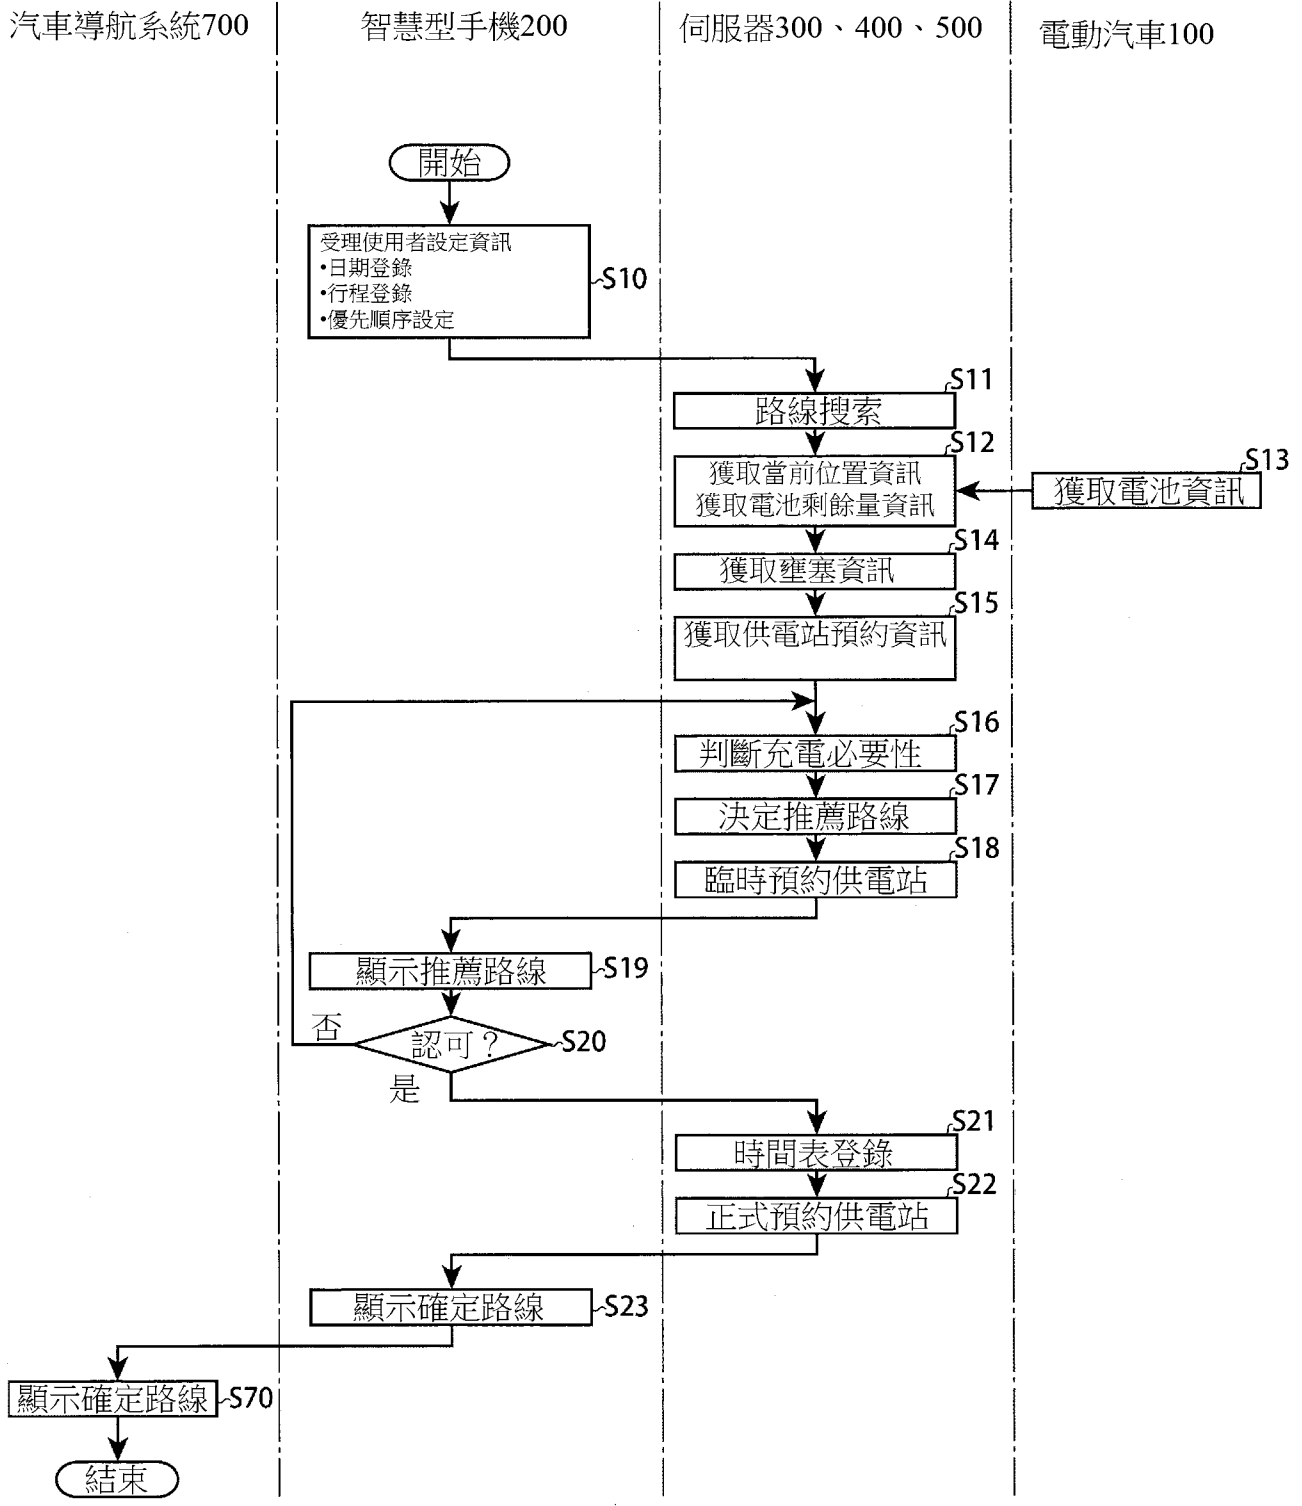 汽車導航系統700
智慧型手機200
伺服器300、400、500
電動汽車100
開始
受理使用者設定資訊
•日期登錄
•行程登錄
•優先順序設定
S10
S11
路線搜索
S12
獲取當前位置資訊
獲取電池剩餘量資訊
S13
獲取電池資訊
S14
獲取壅塞資訊
S15
獲取供電站預約資訊
S16
判斷充電必要性
S17
決定推薦路線
S18
臨時預約供電站
顯示推薦路線
S19
否
認可？
S20
是
S21
時間表登錄
S22
正式預約供電站
顯示確定路線
S23
顯示確定路線
S70
結束